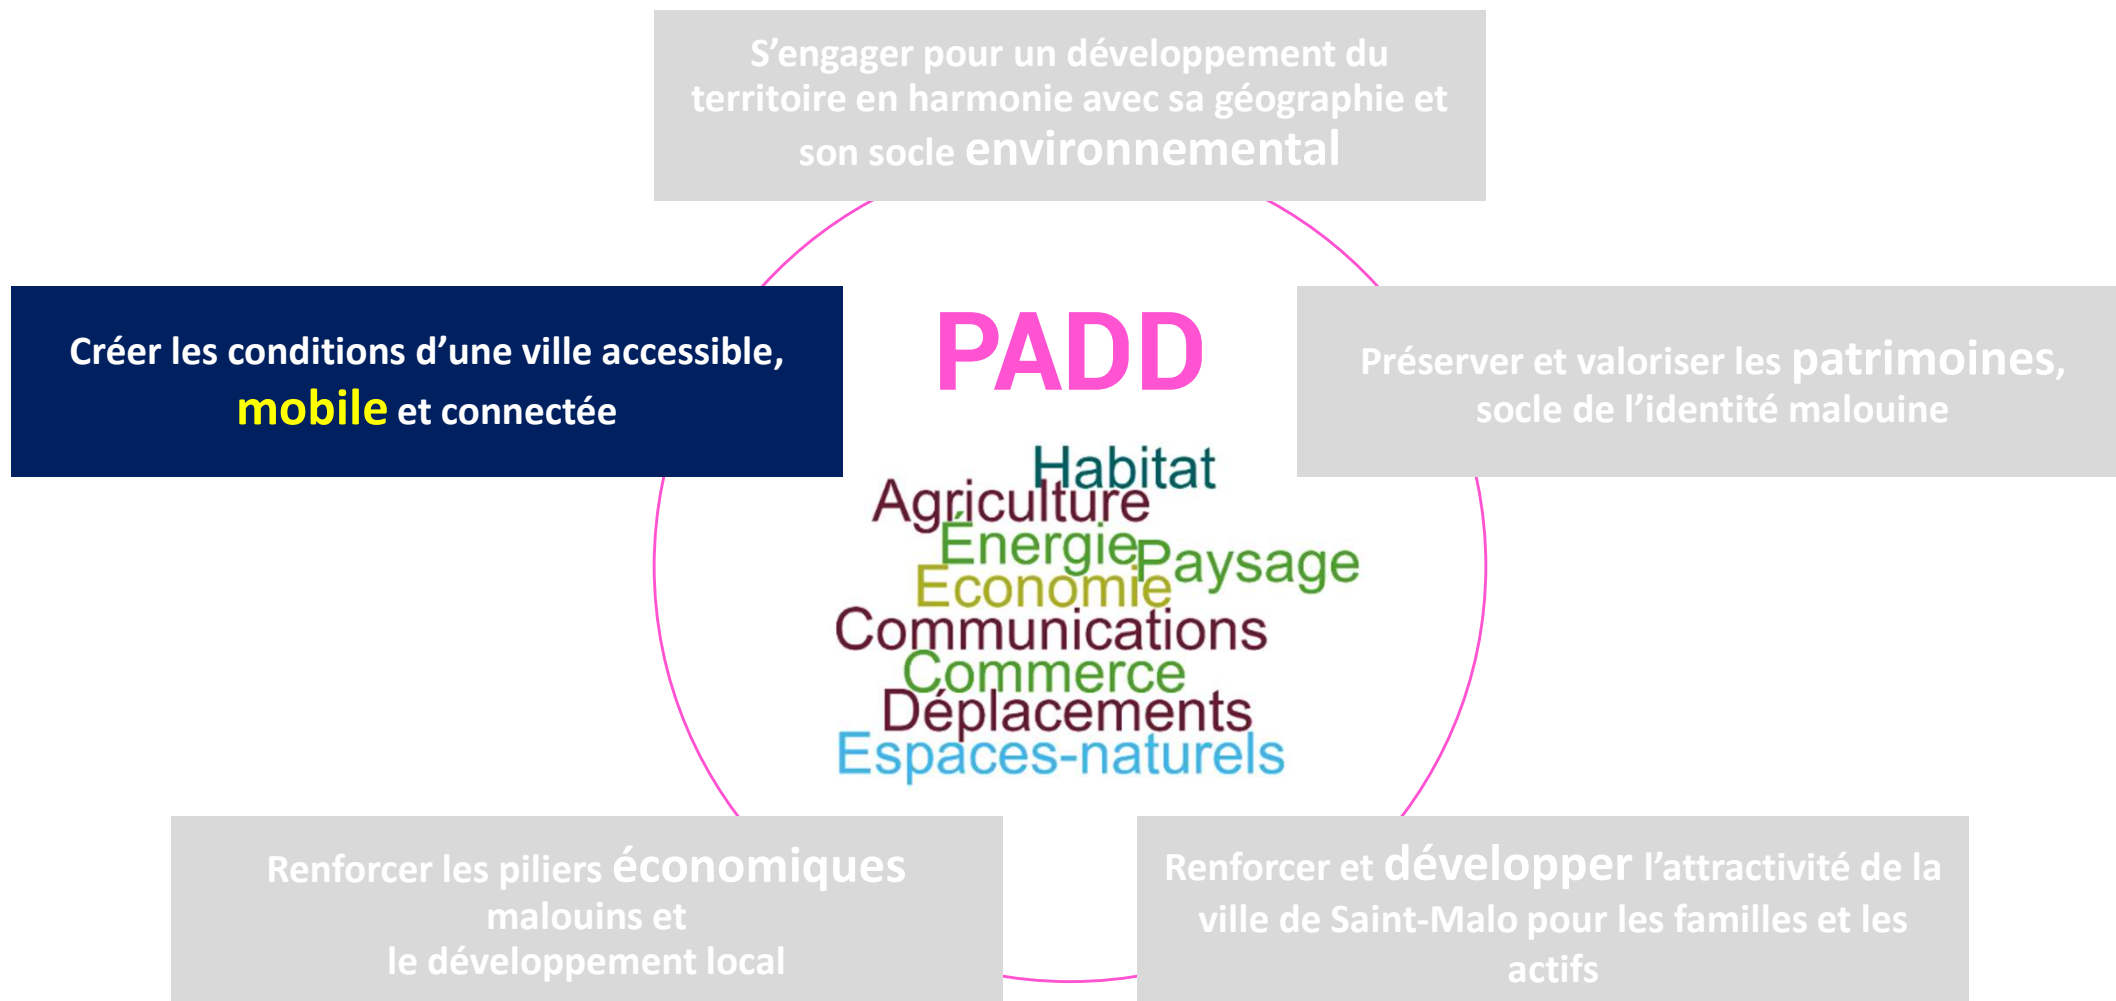 S’engager pour un développement du
territoire en harmonie avec sa géographie et
son socle environnemental
Créer les conditions d’une ville accessible,
mobile et connectée
PADD
Préserver et valoriser les patrimoines,
socle de l’identité malouine
Habitat
Agriculture
Énergie
Paysage
Economie
Communications
Commerce
Déplacements
Espaces-naturels
Renforcer les piliers économiques
malouins et
le développement local
Renforcer et développer l’attractivité de la
ville de Saint-Malo pour les familles et les
actifs